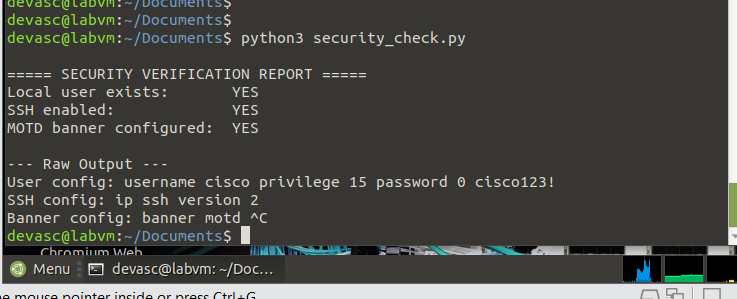 devasc@labvm:~/Documents$
devasc@labvm:~/Documents$
devasc@labvm:~/Documents$ python3 security_check.py
===== SECURITY VERIFICATION REPORT =====
Local user exists: YES
SSH enabled: YES
MOTD banner configured: YES
--- Raw Output ---
User config: username cisco privilege 15 password 0 cisco123!
SSH config: ip ssh version 2
Banner config: banner motd ^C
devasc@labvm:~/Documents$
Chromium Web
Menu
devasc@labvm: ~/Doc...
e mouse pointer inside or press Ctrl+G